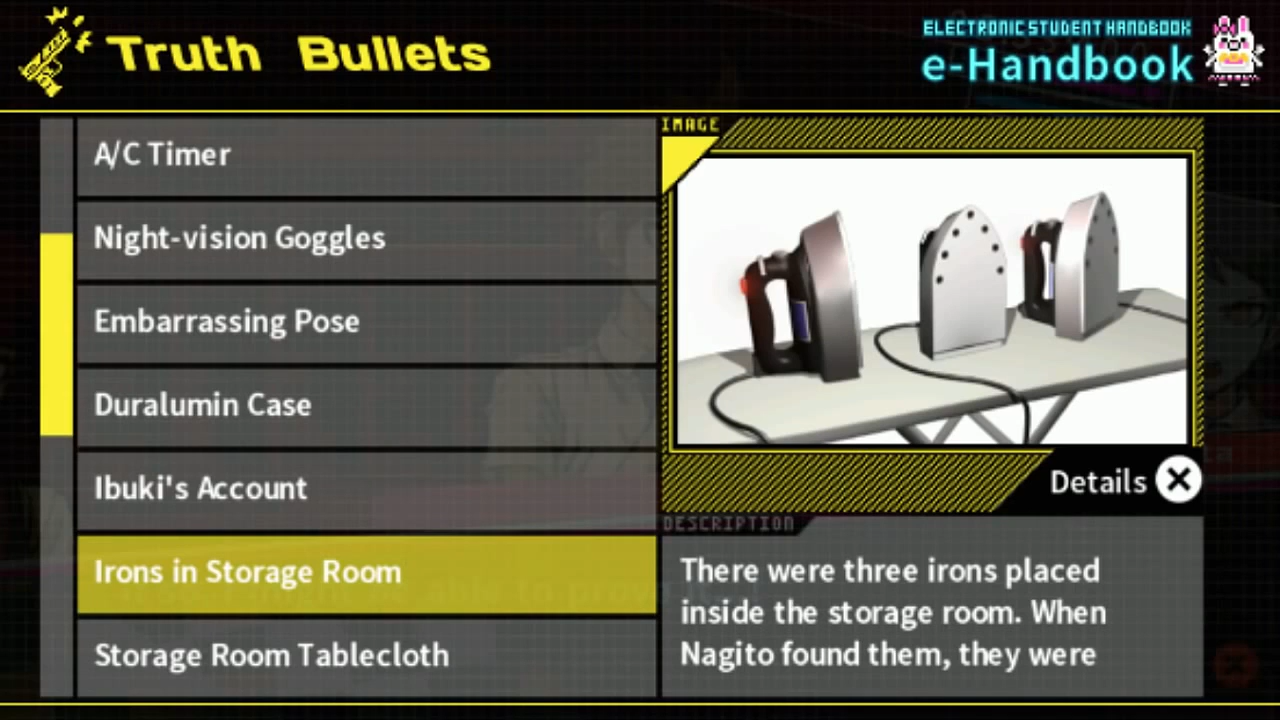 Truth Bullets
ELECTRONIC STUDENT HANDBOOK
e-Handbook
A/C Timer
Night-vision Goggles
Embarrassing Pose
Duralumin Case
Ibuki's Account
Irons in Storage Room
Storage Room Tablecloth
IMAGE
Details
DESCRIPTION
There were three irons placed
inside the storage room. When
Nagito found them, they were